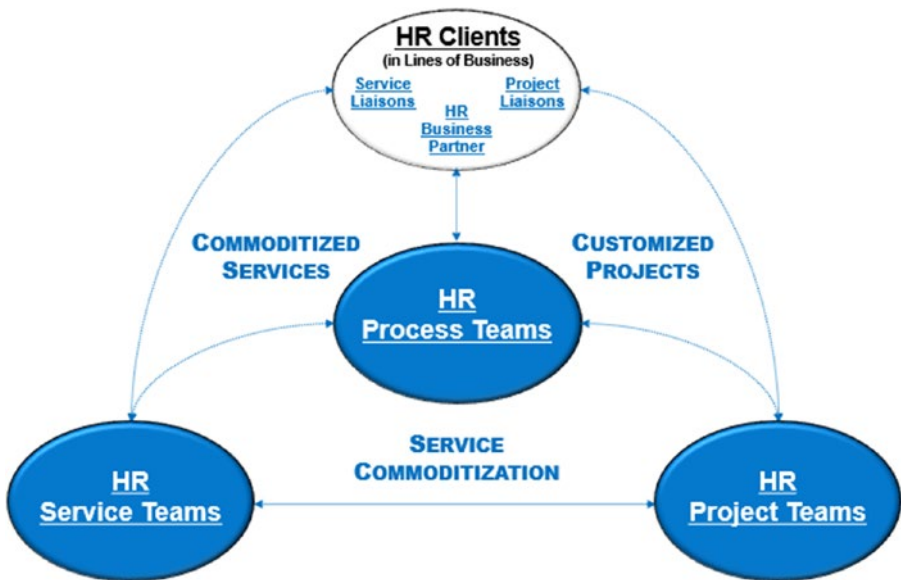 HR Clients
(in Lines of Business)
Service
Liaisons
Project
Liaisons
HR
Business
Partner
COMMODITIZED
SERVICES
CUSTOMIZED
PROJECTS
HR
Process Teams
SERVICE
COMMODITIZATION
HR
Service Teams
HR
Project Teams